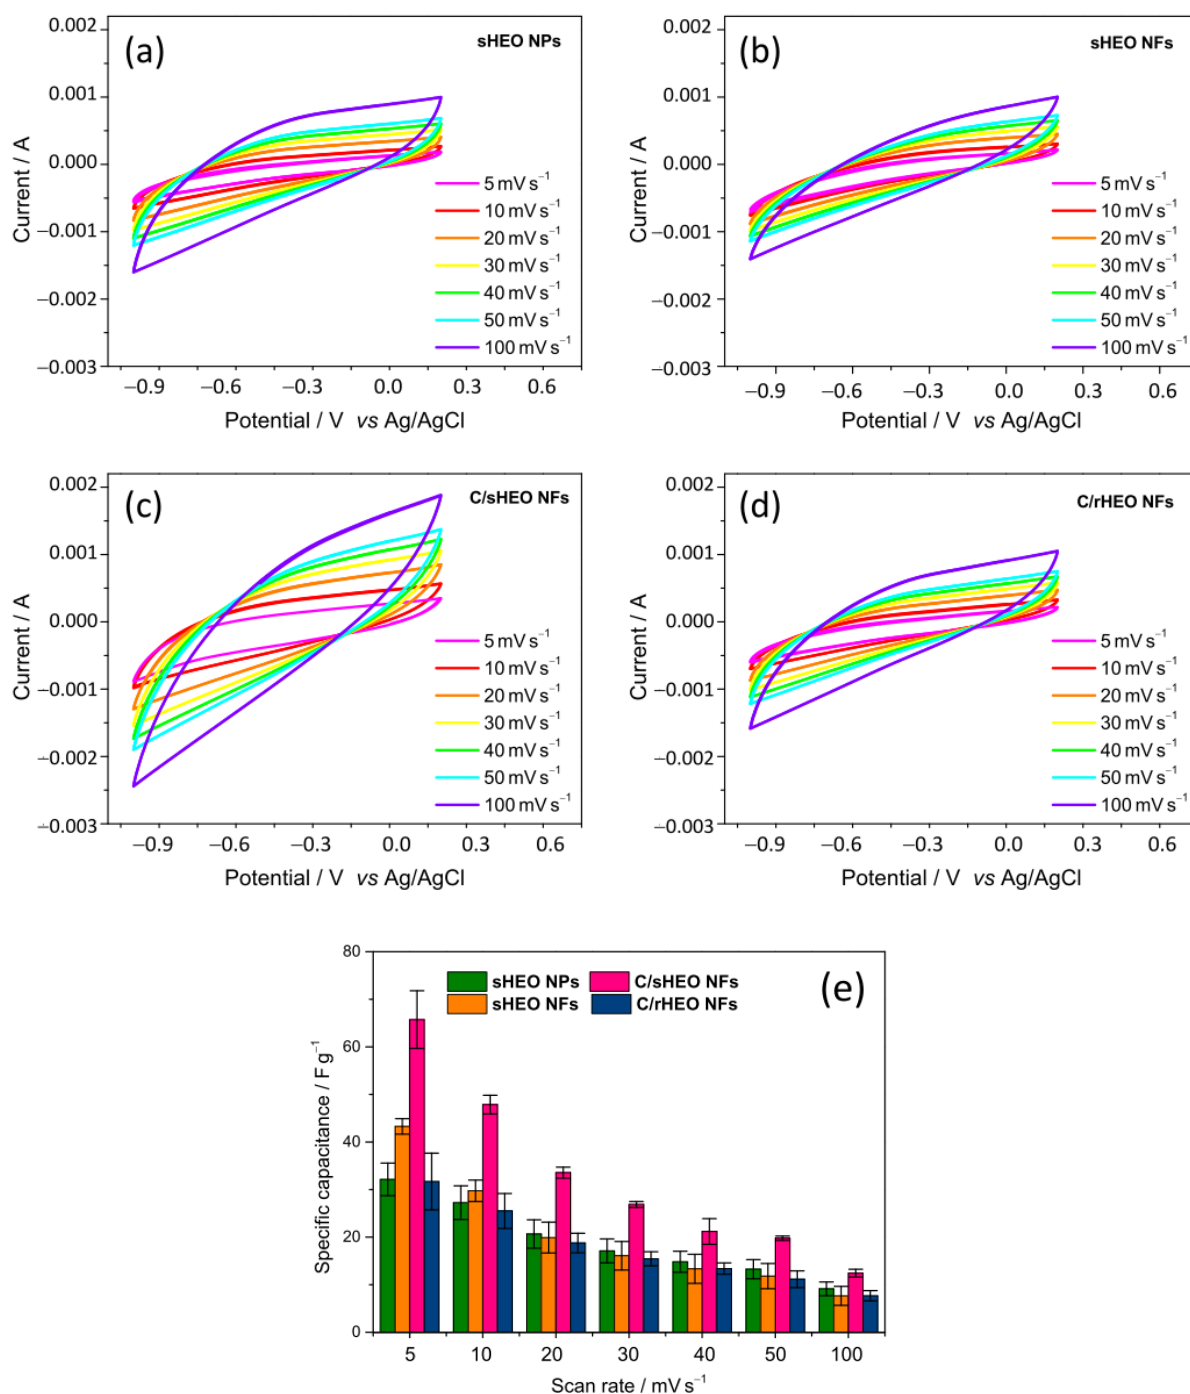 (a)
sHEO NPs
0.002
0.001
0.000
−0.001
−0.002
−0.003
Current / A
5 mV s⁻¹
10 mV s⁻¹
20 mV s⁻¹
30 mV s⁻¹
40 mV s⁻¹
50 mV s⁻¹
100 mV s⁻¹
−0.9 −0.6 −0.3 0.0 0.3 0.6
Potential / V vs Ag/AgCl
(b)
sHEO NFs
0.002
0.001
0.000
−0.001
−0.002
−0.003
Current / A
5 mV s⁻¹
10 mV s⁻¹
20 mV s⁻¹
30 mV s⁻¹
40 mV s⁻¹
50 mV s⁻¹
100 mV s⁻¹
−0.9 −0.6 −0.3 0.0 0.3 0.6
Potential / V vs Ag/AgCl
(c)
C/sHEO NFs
0.002
0.001
0.000
−0.001
−0.002
−0.003
Current / A
5 mV s⁻¹
10 mV s⁻¹
20 mV s⁻¹
30 mV s⁻¹
40 mV s⁻¹
50 mV s⁻¹
100 mV s⁻¹
−0.9 −0.6 −0.3 0.0 0.3 0.6
Potential / V vs Ag/AgCl
(d)
C/rHEO NFs
0.002
0.001
0.000
−0.001
−0.002
−0.003
Current / A
5 mV s⁻¹
10 mV s⁻¹
20 mV s⁻¹
30 mV s⁻¹
40 mV s⁻¹
50 mV s⁻¹
100 mV s⁻¹
−0.9 −0.6 −0.3 0.0 0.3 0.6
Potential / V vs Ag/AgCl
(e)
sHEO NPs C/sHEO NFs
sHEO NFs C/rHEO NFs
80
60
40
20
0
Specific capacitance / F g⁻¹
5 10 20 30 40 50 100
Scan rate / mV s⁻¹